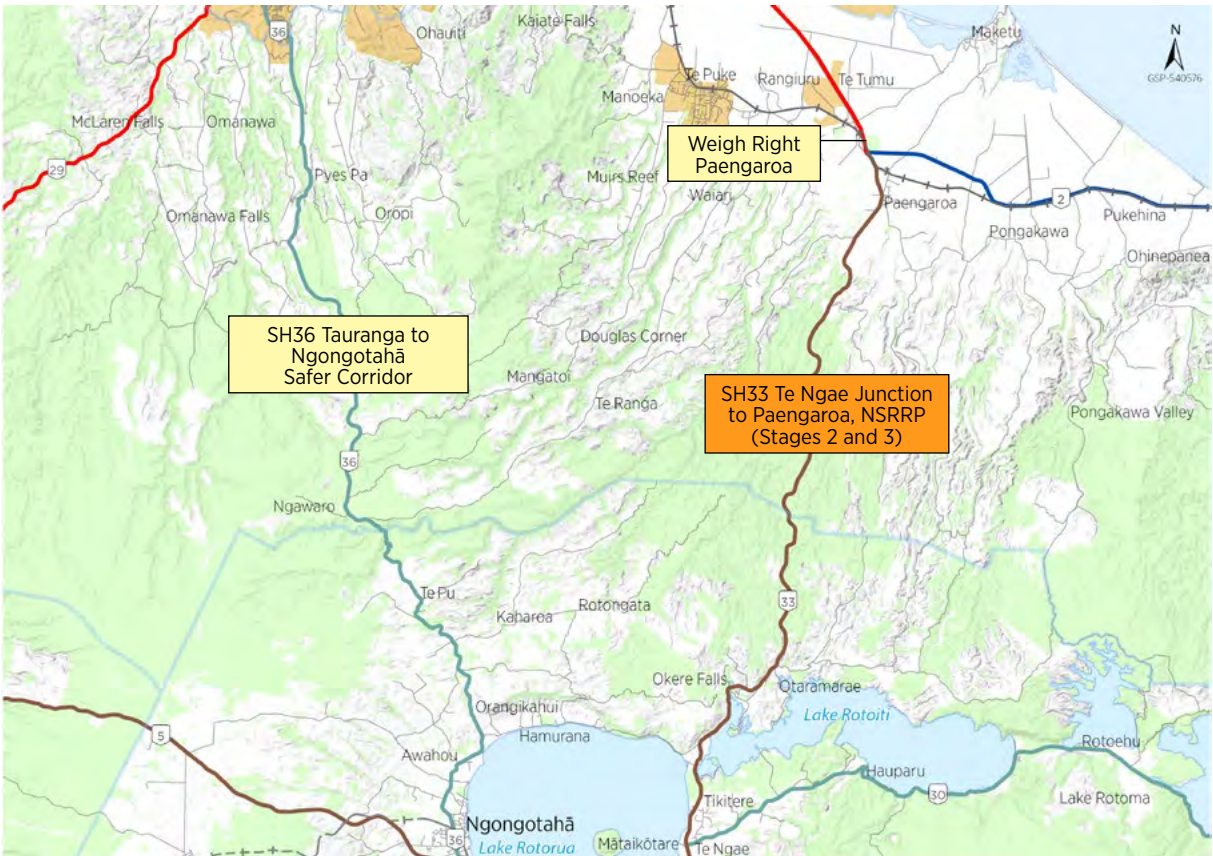 36
Ohauiti
Kaiate Falls
Maketu
N
GSP-S40576
Te Puke
Rangiuru
Te Tumu
Manoeka
McLaren Falls
Omanawa
Weigh Right
Paengaroa
29
Pyes Pa
Muirs Reef
Waiari
Omanawa Falls
Oropi
Paengaroa
2
Pukehina
Pongakawa
Ohinepanea
SH36 Tauranga to
Ngongotahā
Safer Corridor
Douglas Corner
Mangatoi
Te Ranga
SH33 Te Ngae Junction
to Paengaroa, NSRRP
(Stages 2 and 3)
Pongakawa Valley
36
Ngawaro
Te Pu
Kaharoa
Rotongata
33
Okere Falls
Otaramarae
Lake Rotoiti
Orangikahui
Hamurana
5
Awahou
Rotoehu
Hauparu
30
Lake Rotoma
Tikitere
Ngongotahā
36
Lake Rotorua
Mātaikōtare
Te Ngae